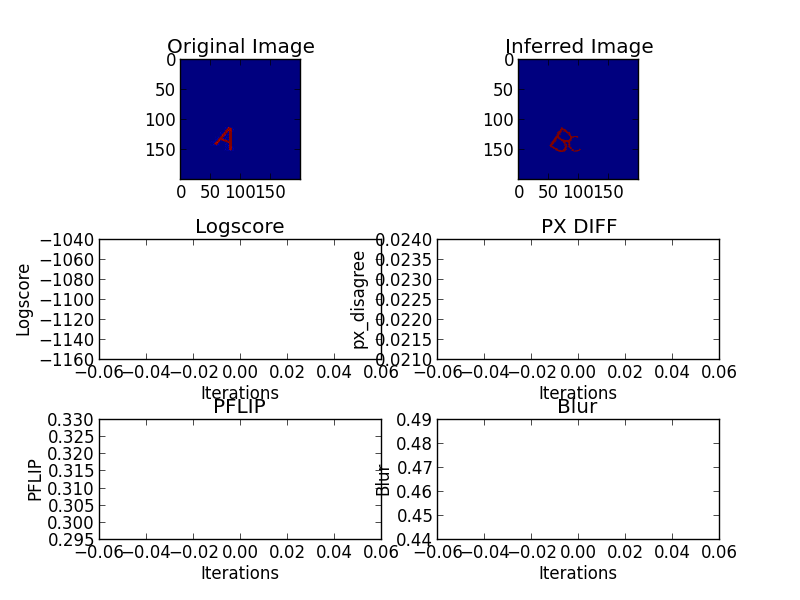 Original Image
0
50
100
150
A
0 50 100 150
Inferred Image
0
50
100
150
B C
0 50 100 150
Logscore
−1040
−1060
−1080
−1100
−1120
−1140
−1160
Logscore
−0.06 −0.04 −0.02 0.00 0.02 0.04 0.06
Iterations
PX DIFF
0.0240
0.0235
0.0230
0.0225
0.0220
0.0215
0.0210
px_disagree
−0.06 −0.04 −0.02 0.00 0.02 0.04 0.06
Iterations
PFLIP
0.330
0.325
0.320
0.315
0.310
0.305
0.300
0.295
PFLIP
−0.06 −0.04 −0.02 0.00 0.02 0.04 0.06
Iterations
Blur
0.49
0.48
0.47
0.46
0.45
0.44
Blur
−0.06 −0.04 −0.02 0.00 0.02 0.04 0.06
Iterations